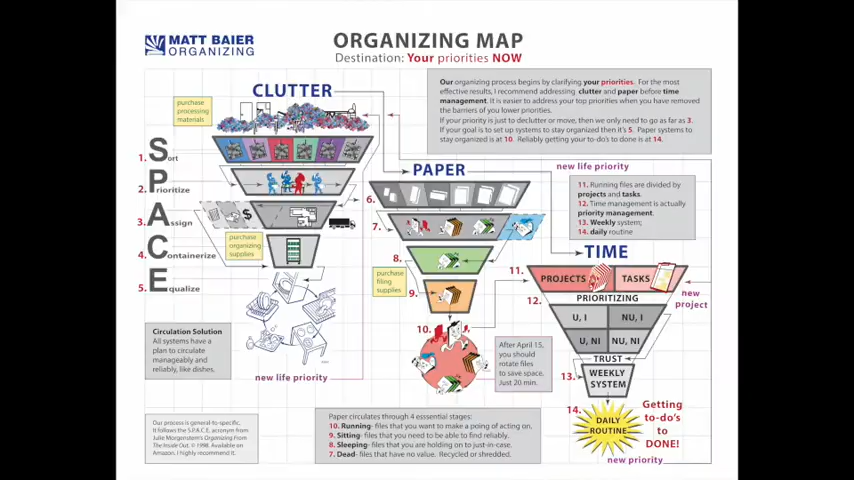 MATT BAIER
ORGANIZING
ORGANIZING MAP
Destination: Your priorities NOW
Our organizing process begins by clarifying your priorities. For the most
effective results, I recommend addressing clutter and paper before time
management. It is easier to address your top priorities when you have removed
the barriers of you lower priorities.
If your priority is just to declutter or move, then we only need to go as far as 3.
If your goal is to set up systems to stay organized then it's 5. Paper systems to
stay organized is at 10. Reliably getting your to-do's to done is at 14.
CLUTTER
purchase
processing
materials
1. Sort
2. Prioritize
3. Assign
$
purchase
organizing
supplies
4. Containerize
5. Equalize
Circulation Solution
All systems have a
plan to circulate
manageably and
reliably, like dishes.
new life priority
PAPER
6.
7.
8.
purchase
filing
supplies
9.
10.
After April 15,
you should
rotate files
to save space.
Just 20 min.
new life priority
11. Running files are divided by
projects and tasks.
12. Time management is actually
priority management.
13. Weekly system;
14. daily routine
TIME
11.
PROJECTS
TASKS
new
project
12.
PRIORITIZING
U, I
NU, I
U, NI
NU, NI
TRUST
13.
WEEKLY
SYSTEM
14.
DAILY
ROUTINE
Getting
to-do's
to
DONE!
new priority
Our process is general-to-specific.
It follows the S.P.A.C.E. acronym from
Julie Morgenstern's Organizing From
The Inside Out, © 1998. Available on
Amazon. I highly recommend it.
Paper circulates through 4 essential stages:
10. Running- files that you want to make a poing of acting on.
9. Sitting- files that you need to be able to find reliably.
8. Sleeping- files that you are holding on to just-in-case.
7. Dead- files that have no value. Recycled or shredded.